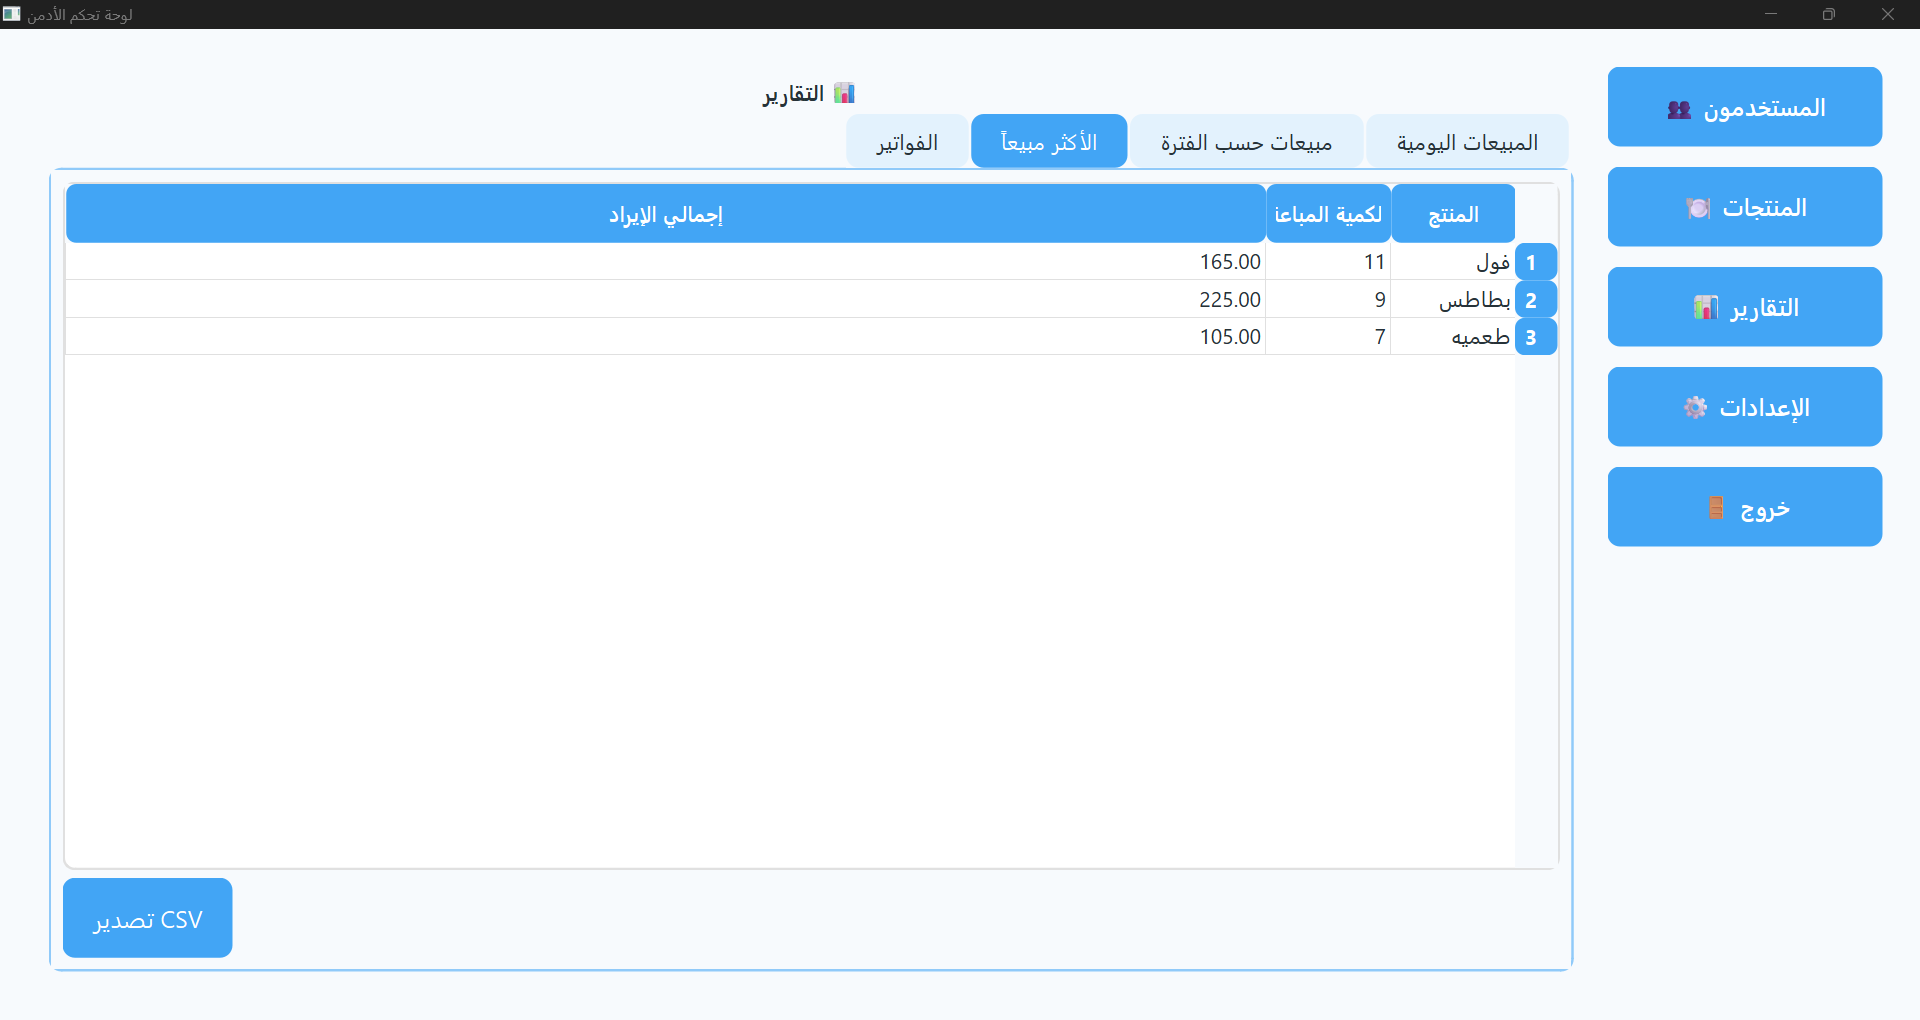 لوحة تحكم الأدمن
المستخدمون
المنتجات
التقارير
الإعدادات
خروج
التقارير
المبيعات اليومية
مبيعات حسب الفترة
الأكثر مبيعاً
الفواتير
المنتج	لكمية المباعة	إجمالي الإيراد
1	فول	11	165.00
2	بطاطس	9	225.00
3	طعميه	7	105.00
تصدير CSV